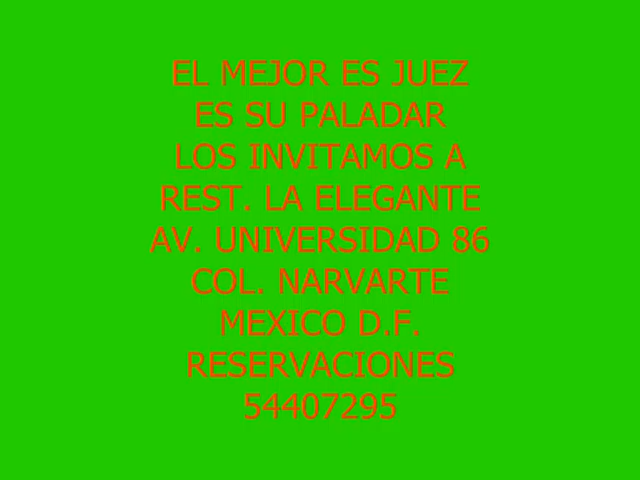 EL MEJOR ES JUEZ
ES SU PALADAR
LOS INVITAMOS A
REST. LA ELEGANTE
AV. UNIVERSIDAD 86
COL. NARVARTE
MEXICO D.F.
RESERVACIONES
54407295